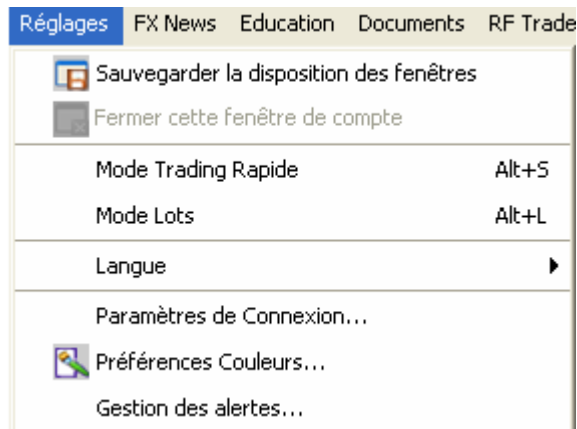 Réglages FX News Education Documents RF Trade
Sauvegarder la disposition des fenêtres
Fermer cette fenêtre de compte
Mode Trading Rapide Alt+S
Mode Lots Alt+L
Langue
Paramètres de Connexion...
Préférences Couleurs...
Gestion des alertes...